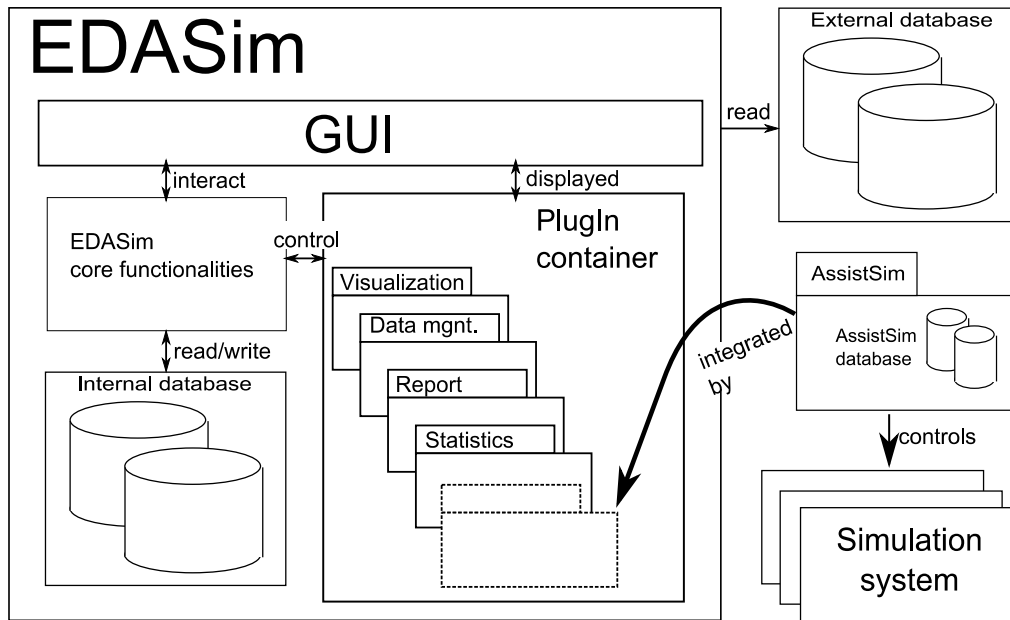 EDASim
GUI
interact
displayed
EDASim
core functionalities
control
read/write
Internal database
PlugIn
container
Visualization
Data mgnt.
Report
Statistics
read
External database
AssistSim
AssistSim
database
integrated
by
controls
Simulation
system